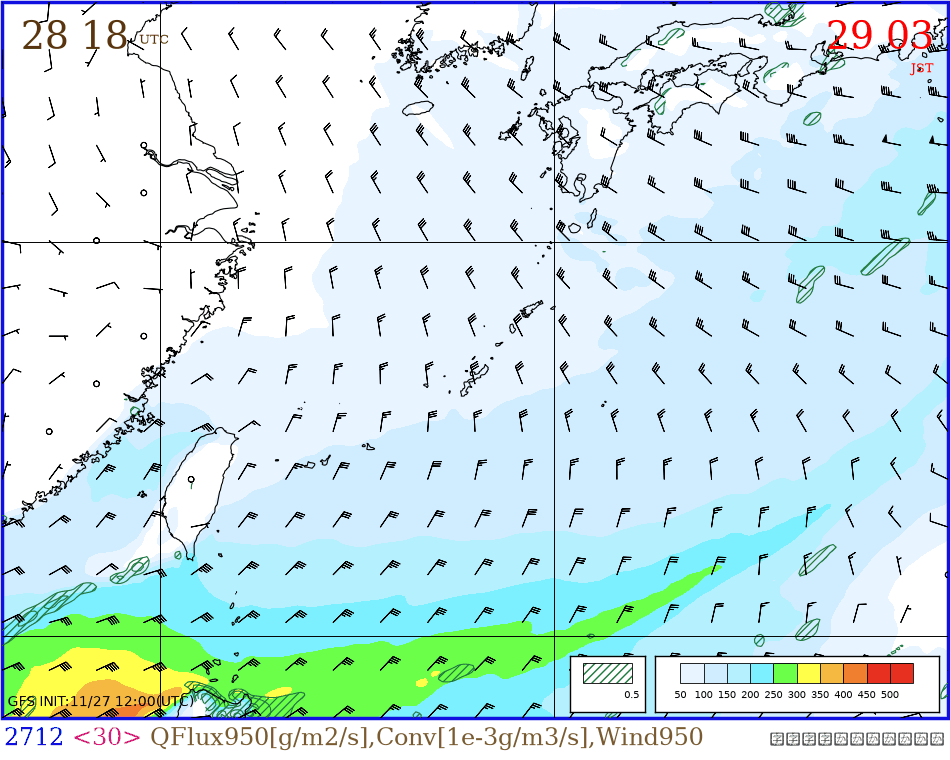 28 18 UTC
29 03
JST
0.5
50 100 150 200 250 300 350 400 450 500
GFS INIT:11/27 12:00(UTC)
2712 <30> QFlux950[g/m2/s],Conv[1e-3g/m3/s],Wind950